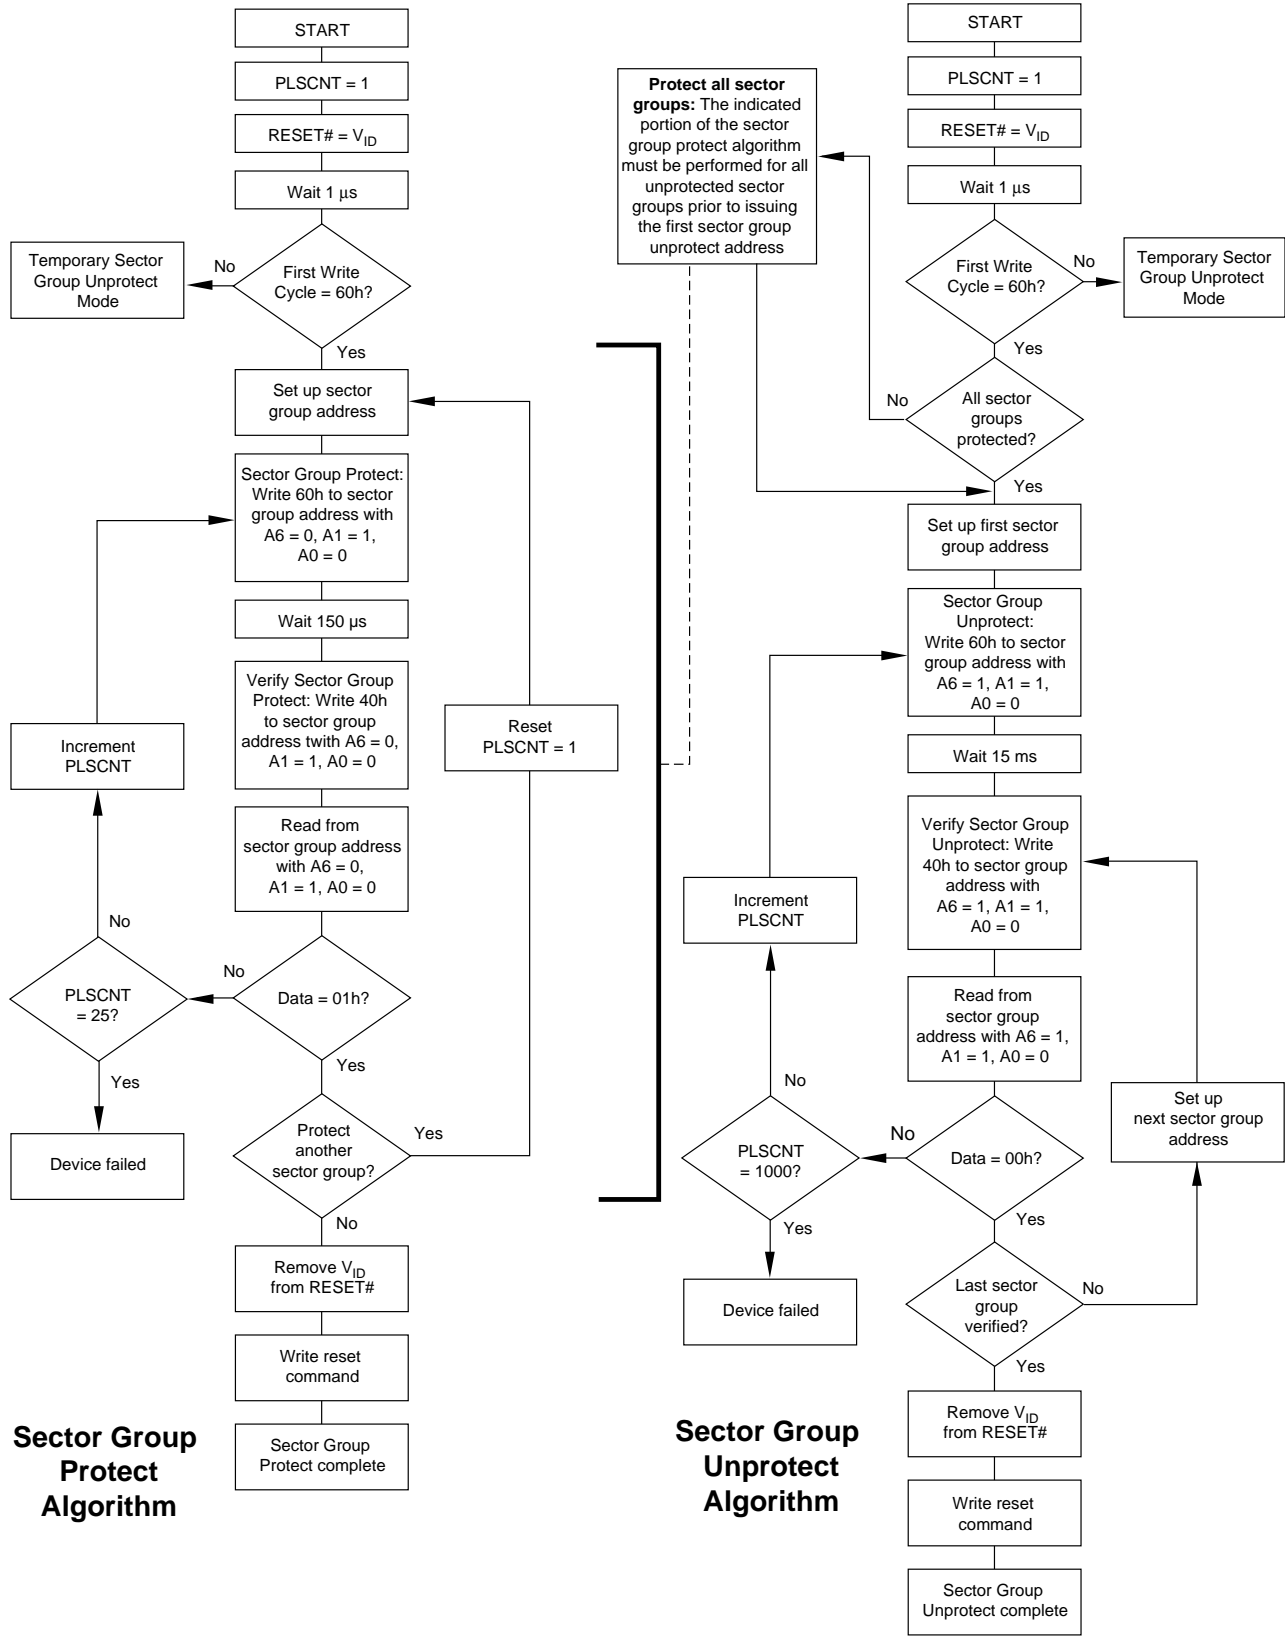 START
PLSCNT = 1
RESET# = VID
Wait 1 μs
First Write
Cycle = 60h?
No
Temporary Sector
Group Unprotect
Mode
Yes
Set up sector
group address
Sector Group Protect:
Write 60h to sector
group address with
A6 = 0, A1 = 1,
A0 = 0
Wait 150 µs
Verify Sector Group
Protect: Write 40h
to sector group
address twith A6 = 0,
A1 = 1, A0 = 0
Increment
PLSCNT
Reset
PLSCNT = 1
Read from
sector group address
with A6 = 0,
A1 = 1, A0 = 0
No
No
PLSCNT
= 25?
Data = 01h?
Yes
Yes
Device failed
Protect
another
sector group?
Yes
No
Remove VID
from RESET#
Write reset
command
Sector Group
Protect complete
Sector Group
Protect
Algorithm
START
PLSCNT = 1
RESET# = VID
Wait 1 μs
Protect all sector
groups: The indicated
portion of the sector
group protect algorithm
must be performed for all
unprotected sector
groups prior to issuing
the first sector group
unprotect address
First Write
Cycle = 60h?
No
Temporary Sector
Group Unprotect
Mode
Yes
No
All sector
groups
protected?
Yes
Set up first sector
group address
Sector Group
Unprotect:
Write 60h to sector
group address with
A6 = 1, A1 = 1,
A0 = 0
Wait 15 ms
Verify Sector Group
Unprotect: Write
40h to sector group
address with
A6 = 1, A1 = 1,
A0 = 0
Increment
PLSCNT
Read from
sector group
address with A6 = 1,
A1 = 1, A0 = 0
No
Set up
next sector group
address
No
PLSCNT
= 1000?
Data = 00h?
Yes
Yes
Device failed
Last sector
group
verified?
No
Yes
Remove VID
from RESET#
Write reset
command
Sector Group
Unprotect complete
Sector Group
Unprotect
Algorithm